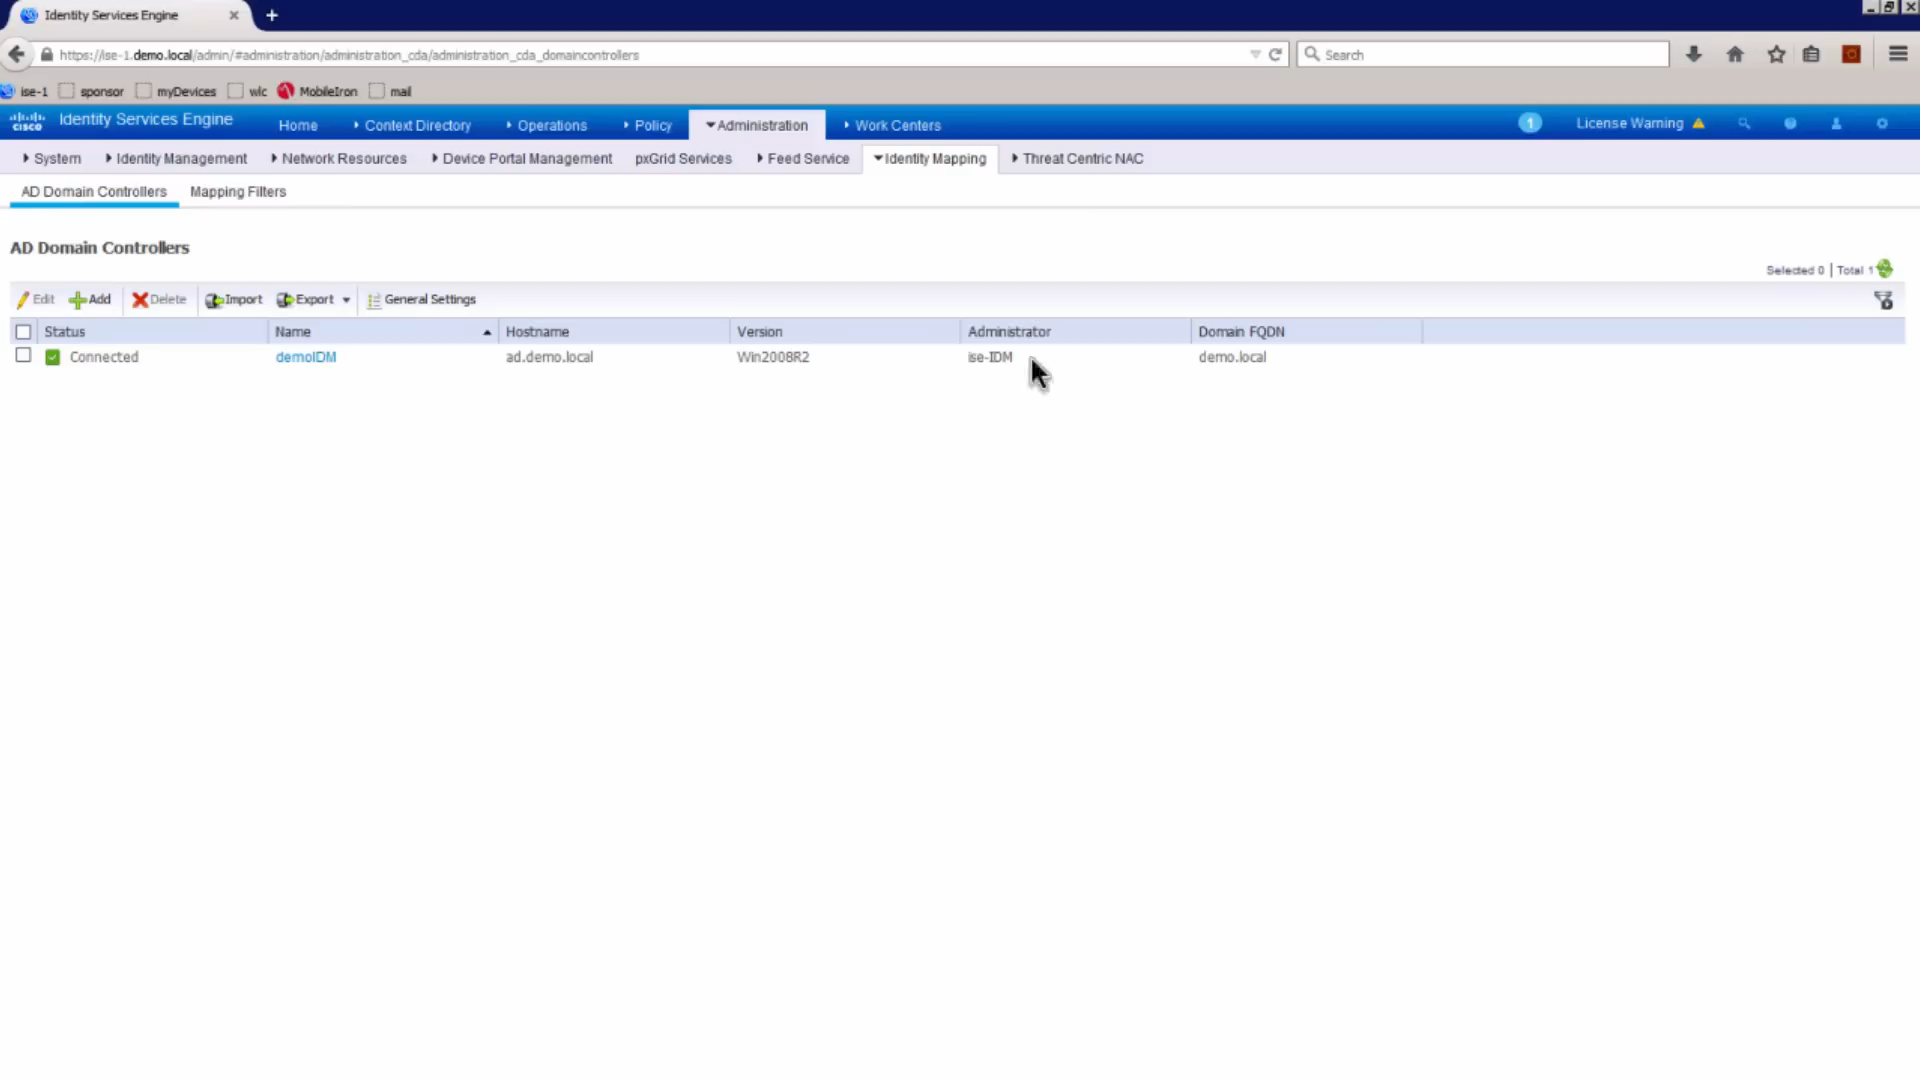 Identity Services Engine
https://ise-1.demo.local/admin/#administration/administration_cda/administration_cda_domaincontrollers
Search
ise-1 sponsor myDevices wlc MobileIron mail
cisco Identity Services Engine Home Context Directory Operations Policy Administration Work Centers 1 License Warning
System Identity Management Network Resources Device Portal Management pxGrid Services Feed Service Identity Mapping Threat Centric NAC
AD Domain Controllers Mapping Filters
AD Domain Controllers
Selected 0 | Total 1
Edit Add Delete Import Export General Settings
Status Name Hostname Version Administrator Domain FQDN
Connected demoIDM ad.demo.local Win2008R2 ise-IDM demo.local